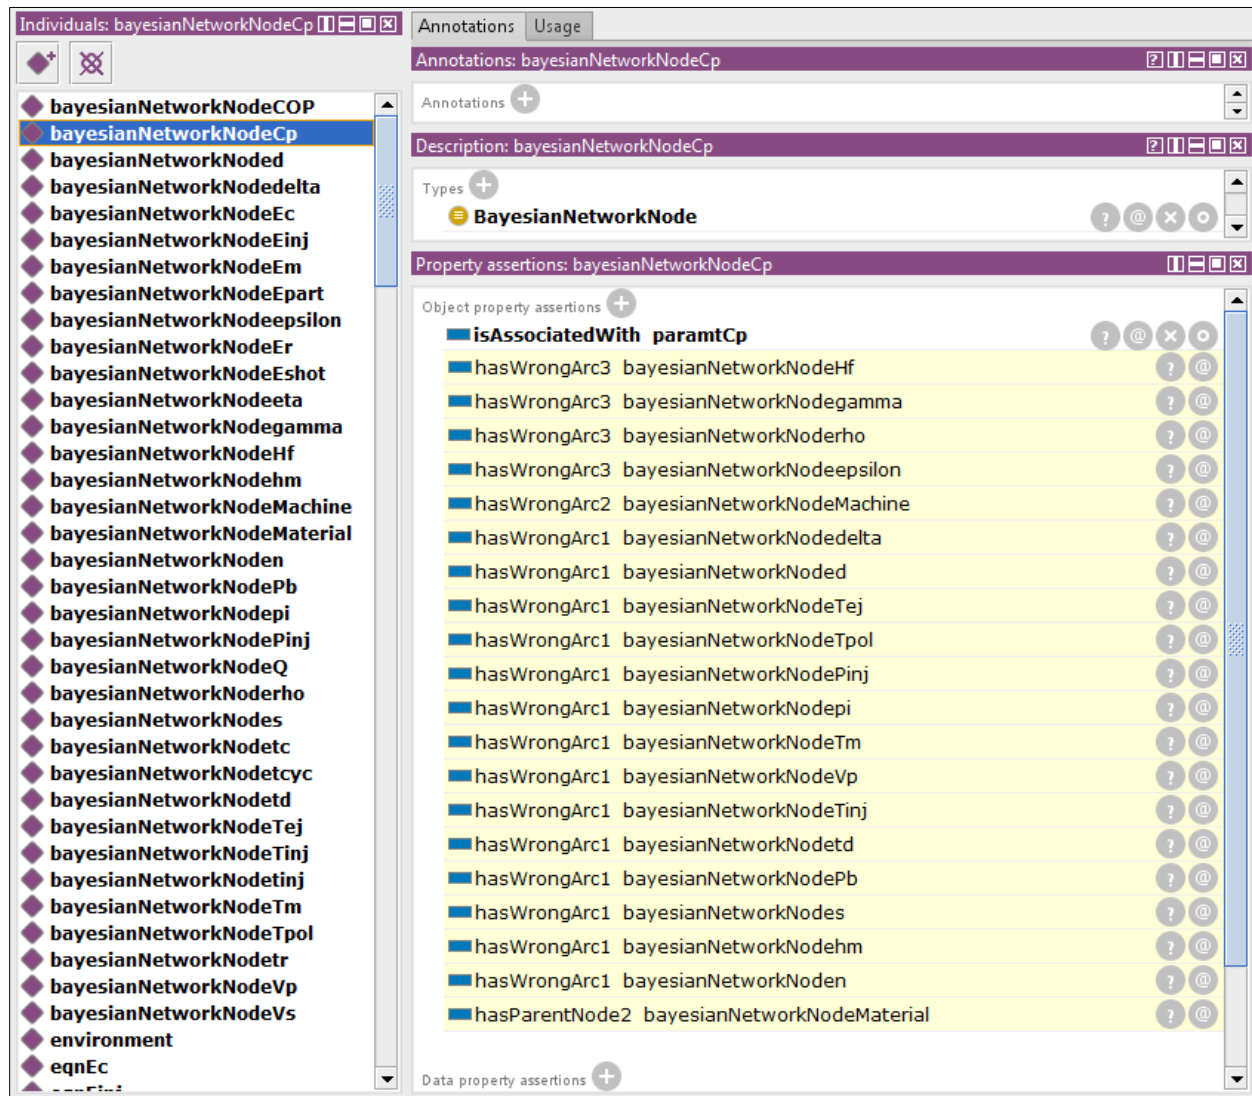 Individuals: bayesianNetworkNodeCp
bayesianNetworkNodeCOP
bayesianNetworkNodeCp
bayesianNetworkNoded
bayesianNetworkNodedelta
bayesianNetworkNodeEc
bayesianNetworkNodeEinj
bayesianNetworkNodeEm
bayesianNetworkNodeEpart
bayesianNetworkNodeepsilon
bayesianNetworkNodeEr
bayesianNetworkNodeEshot
bayesianNetworkNodeeta
bayesianNetworkNodegamma
bayesianNetworkNodeHf
bayesianNetworkNodehm
bayesianNetworkNodeMachine
bayesianNetworkNodeMaterial
bayesianNetworkNoden
bayesianNetworkNodePb
bayesianNetworkNodepi
bayesianNetworkNodePinj
bayesianNetworkNodeQ
bayesianNetworkNoderho
bayesianNetworkNodes
bayesianNetworkNodetc
bayesianNetworkNodetcyc
bayesianNetworkNodetd
bayesianNetworkNodeTej
bayesianNetworkNodeTinj
bayesianNetworkNodetinj
bayesianNetworkNodeTm
bayesianNetworkNodeTpol
bayesianNetworkNodetr
bayesianNetworkNodeVp
bayesianNetworkNodeVs
environment
eqnEc
Annotations Usage
Annotations: bayesianNetworkNodeCp
Annotations
Description: bayesianNetworkNodeCp
Types
BayesianNetworkNode
Property assertions: bayesianNetworkNodeCp
Object property assertions
isAssociatedWith paramtCp
hasWrongArc3 bayesianNetworkNodeHf
hasWrongArc3 bayesianNetworkNodegamma
hasWrongArc3 bayesianNetworkNoderho
hasWrongArc3 bayesianNetworkNodeepsilon
hasWrongArc2 bayesianNetworkNodeMachine
hasWrongArc1 bayesianNetworkNodedelta
hasWrongArc1 bayesianNetworkNoded
hasWrongArc1 bayesianNetworkNodeTej
hasWrongArc1 bayesianNetworkNodeTpol
hasWrongArc1 bayesianNetworkNodePinj
hasWrongArc1 bayesianNetworkNodepi
hasWrongArc1 bayesianNetworkNodeTm
hasWrongArc1 bayesianNetworkNodeVp
hasWrongArc1 bayesianNetworkNodeTinj
hasWrongArc1 bayesianNetworkNodetd
hasWrongArc1 bayesianNetworkNodePb
hasWrongArc1 bayesianNetworkNodes
hasWrongArc1 bayesianNetworkNodehm
hasWrongArc1 bayesianNetworkNoden
hasParentNode2 bayesianNetworkNodeMaterial
Data property assertions